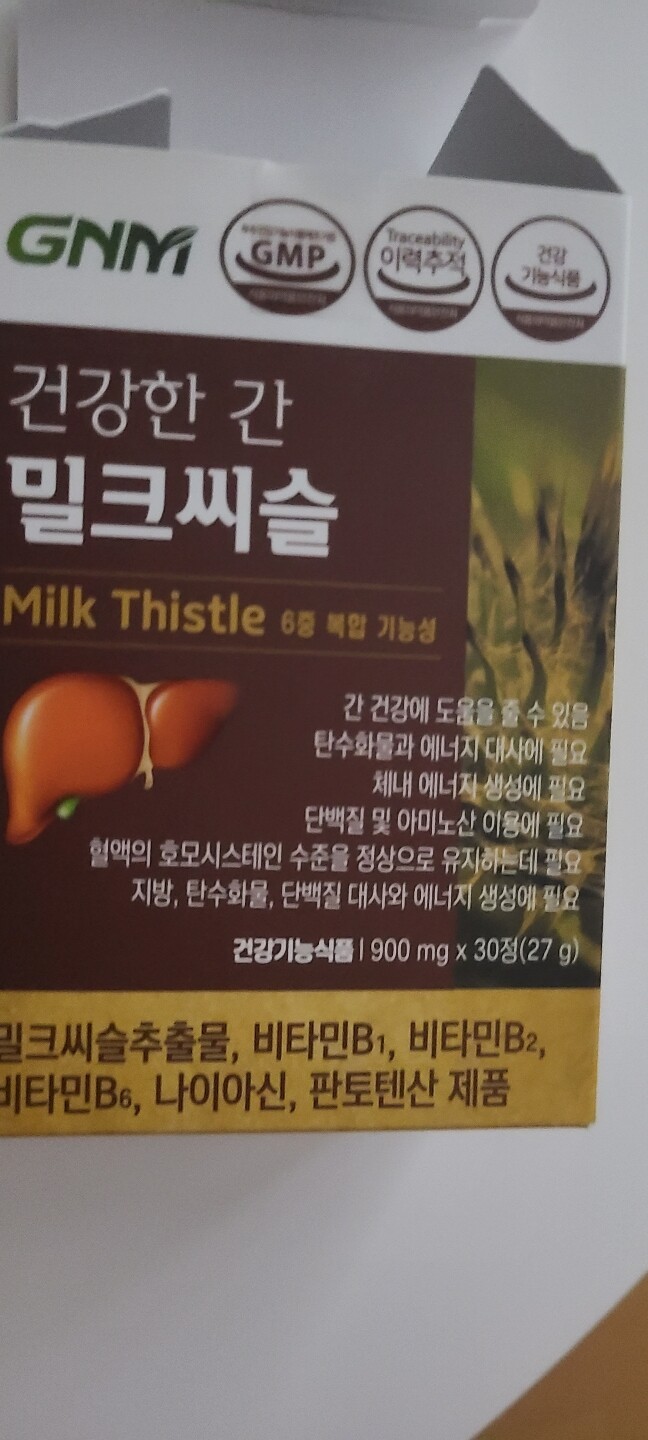 GNM
GMP
Traceability
이력추적
건강
기능식품
건강한 간
밀크씨슬
Milk Thistle 6중 복합 기능성
간 건강에 도움을 줄 수 있음
탄수화물과 에너지 대사에 필요
체내 에너지 생성에 필요
단백질 및 아미노산 이용에 필요
혈액의 호모시스테인 수준을 정상으로 유지하는데 필요
지방, 탄수화물, 단백질 대사와 에너지 생성에 필요
건강기능식품 | 900 mg x 30정(27 g)
밀크씨슬추출물, 비타민B1, 비타민B2,
비타민B6, 나이아신, 판토텐산 제품